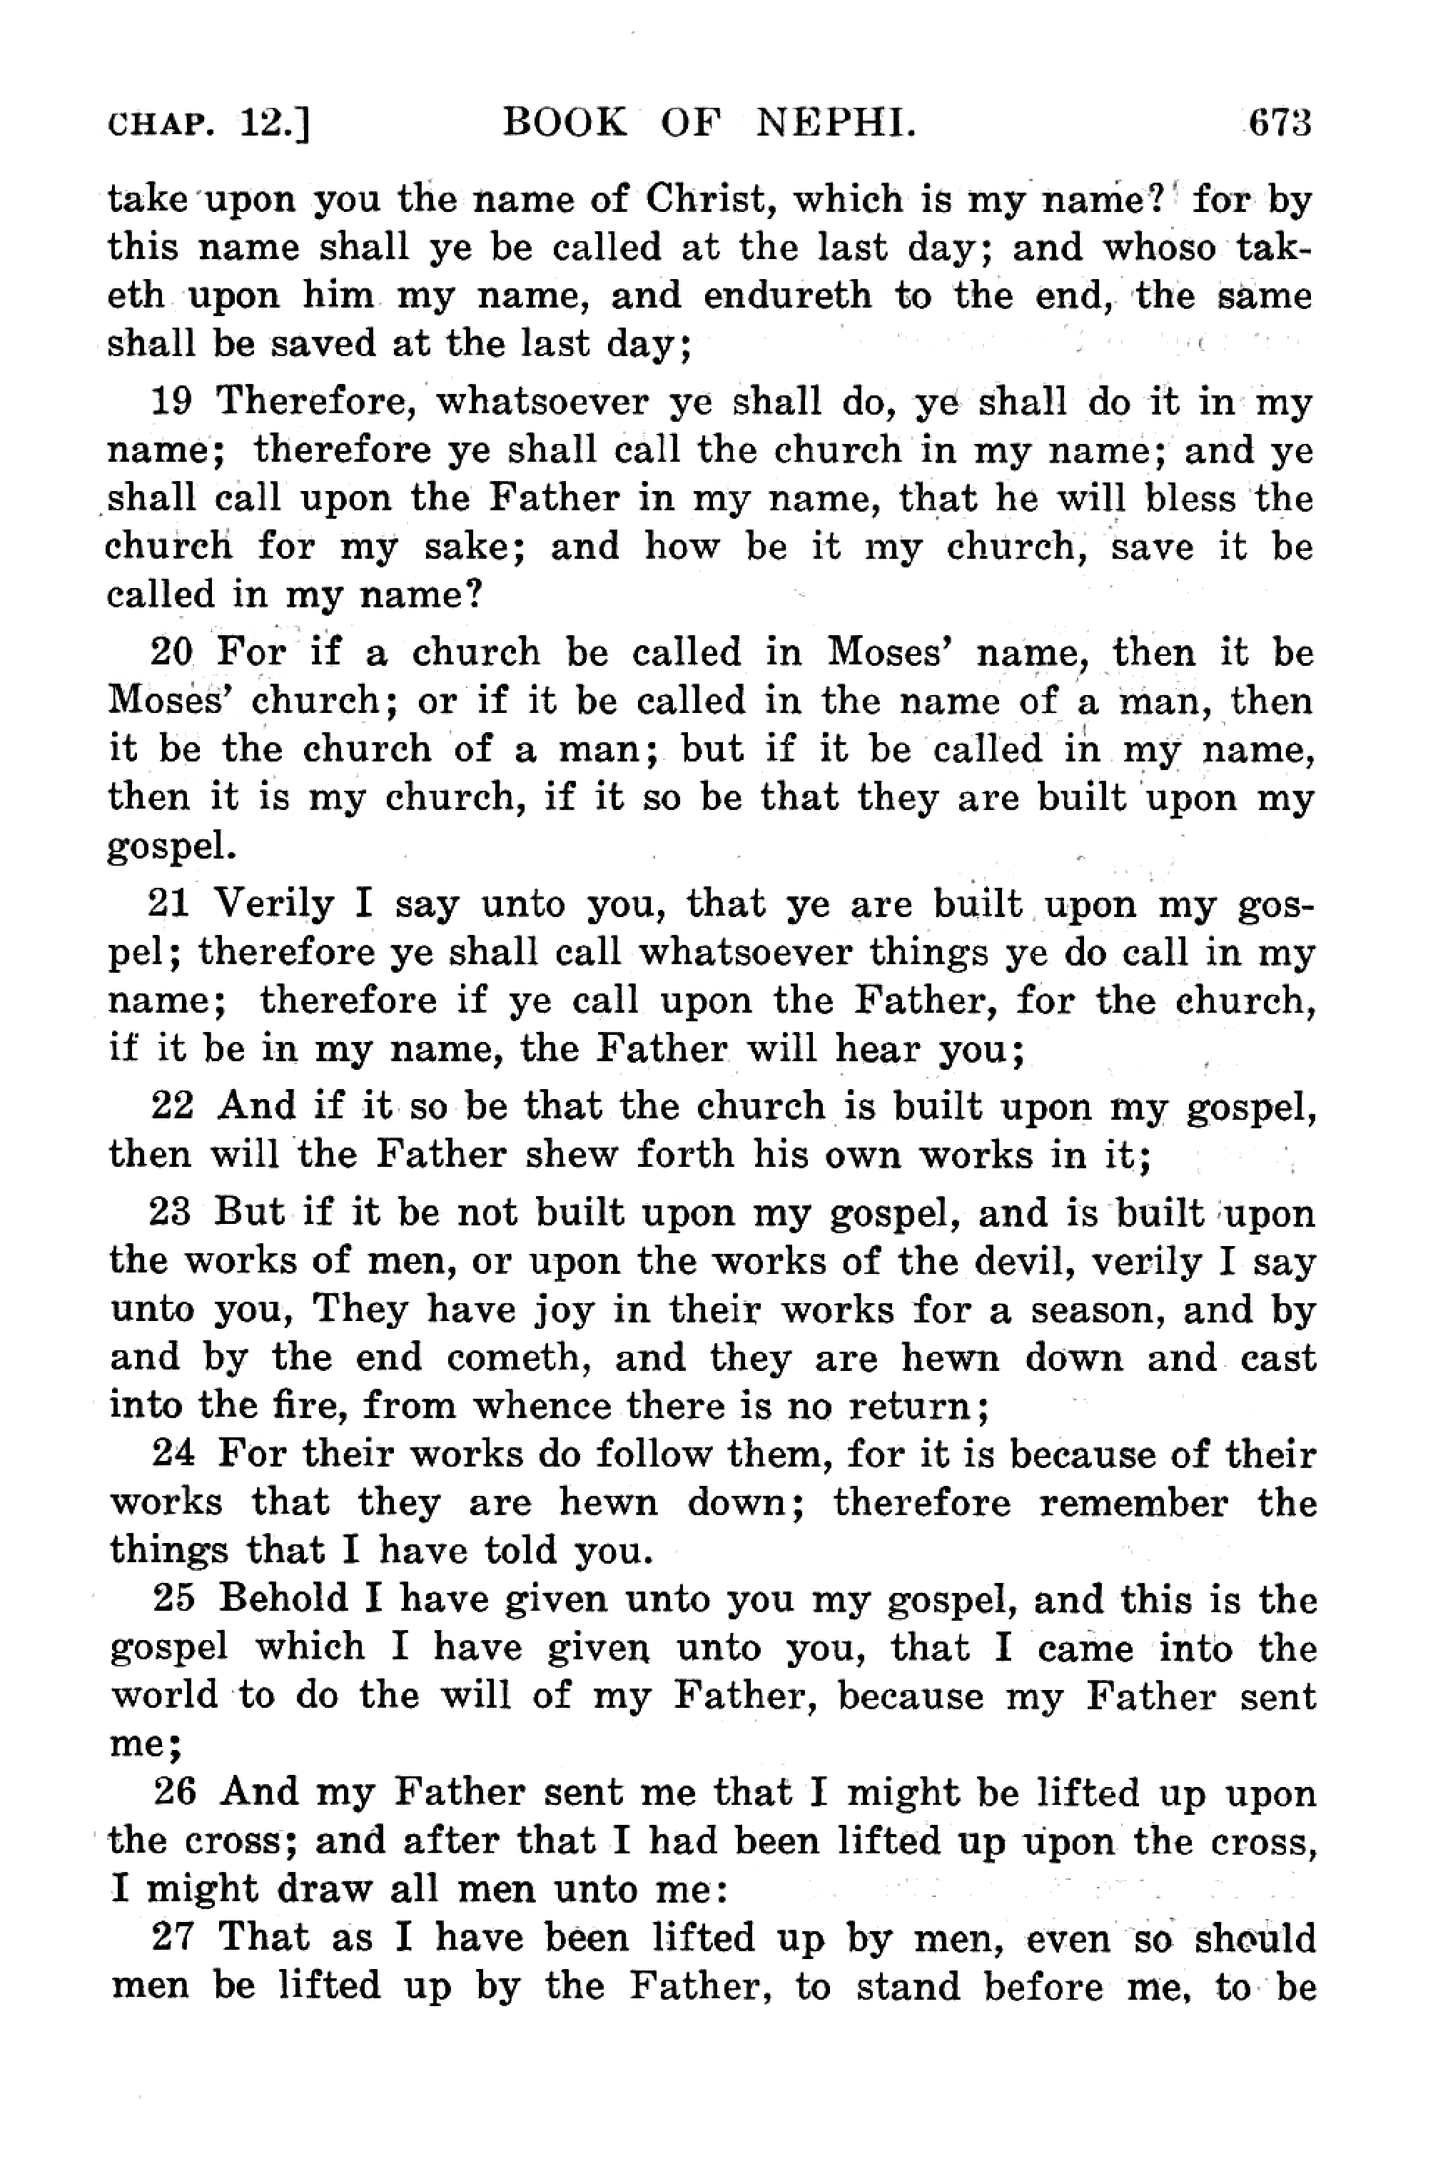 CHAP. 12.] BOOK OF NEPHI. 673
take upon you the name of Christ, which is my name? for by
this name shall ye be called at the last day; and whoso tak-
eth upon him my name, and endureth to the end, the same
shall be saved at the last day;
19 Therefore, whatsoever ye shall do, ye shall do it in my
name; therefore ye shall call the church in my name; and ye
shall call upon the Father in my name, that he will bless the
church for my sake; and how be it my church, save it be
called in my name?
20 For if a church be called in Moses' name, then it be
Moses' church; or if it be called in the name of a man, then
it be the church of a man; but if it be called in my name,
then it is my church, if it so be that they are built upon my
gospel.
21 Verily I say unto you, that ye are built upon my gos-
pel; therefore ye shall call whatsoever things ye do call in my
name; therefore if ye call upon the Father, for the church,
if it be in my name, the Father will hear you;
22 And if it so be that the church is built upon my gospel,
then will the Father shew forth his own works in it;
23 But if it be not built upon my gospel, and is built upon
the works of men, or upon the works of the devil, verily I say
unto you, They have joy in their works for a season, and by
and by the end cometh, and they are hewn down and cast
into the fire, from whence there is no return;
24 For their works do follow them, for it is because of their
works that they are hewn down; therefore remember the
things that I have told you.
25 Behold I have given unto you my gospel, and this is the
gospel which I have given unto you, that I came into the
world to do the will of my Father, because my Father sent
me;
26 And my Father sent me that I might be lifted up upon
the cross; and after that I had been lifted up upon the cross,
I might draw all men unto me:
27 That as I have been lifted up by men, even so should
men be lifted up by the Father, to stand before me, to be